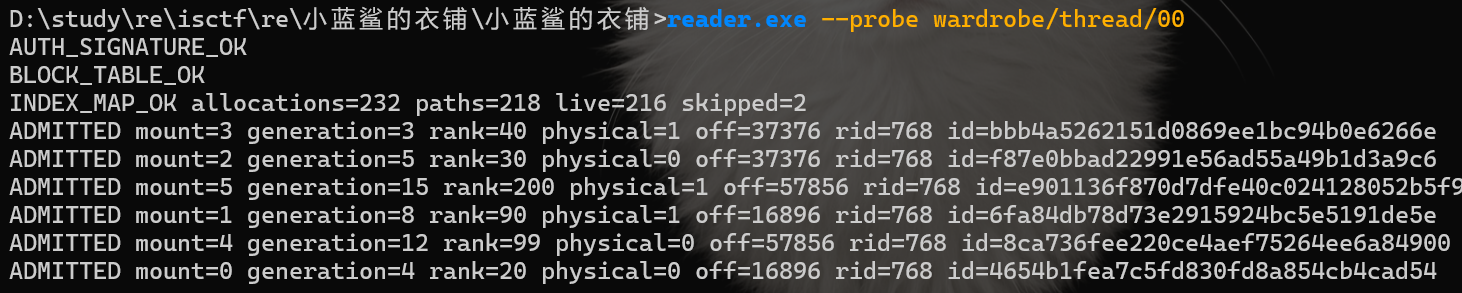 D:\study\re\isctf\re\小蓝鲨的衣铺\小蓝鲨的衣铺>reader.exe --probe wardrobe/thread/00
AUTH_SIGNATURE_OK
BLOCK_TABLE_OK
INDEX_MAP_OK allocations=232 paths=218 live=216 skipped=2
ADMITTED mount=3 generation=3 rank=40 physical=1 off=37376 rid=768 id=bbb4a5262151d0869ee1bc94b0e6266e
ADMITTED mount=2 generation=5 rank=30 physical=0 off=37376 rid=768 id=f87e0bbad22991e56ad55a49b1d3a9c6
ADMITTED mount=5 generation=15 rank=200 physical=1 off=57856 rid=768 id=e901136f870d7dfe40c024128052b5f9
ADMITTED mount=1 generation=8 rank=90 physical=1 off=16896 rid=768 id=6fa84db78d73e2915924bc5e5191de5e
ADMITTED mount=4 generation=12 rank=99 physical=0 off=57856 rid=768 id=8ca736fee220ce4aef75264ee6a84900
ADMITTED mount=0 generation=4 rank=20 physical=0 off=16896 rid=768 id=4654b1fea7c5fd830fd8a854cb4cad54